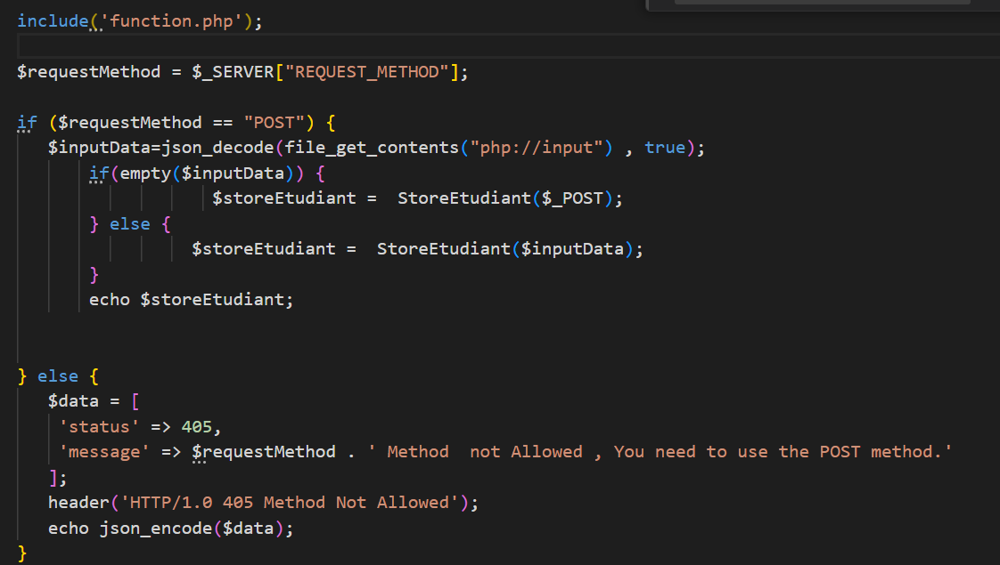 include('function.php');
$requestMethod = $_SERVER["REQUEST_METHOD"];
if ($requestMethod == "POST") {
$inputData=json_decode(file_get_contents("php://input") , true);
if(empty($inputData)) {
$storeEtudiant =  StoreEtudiant($_POST);
} else {
$storeEtudiant =  StoreEtudiant($inputData);
}
echo $storeEtudiant;
} else {
$data = [
'status' => 405,
'message' => $requestMethod . ' Method  not Allowed , You need to use the POST method.'
];
header('HTTP/1.0 405 Method Not Allowed');
echo json_encode($data);
}